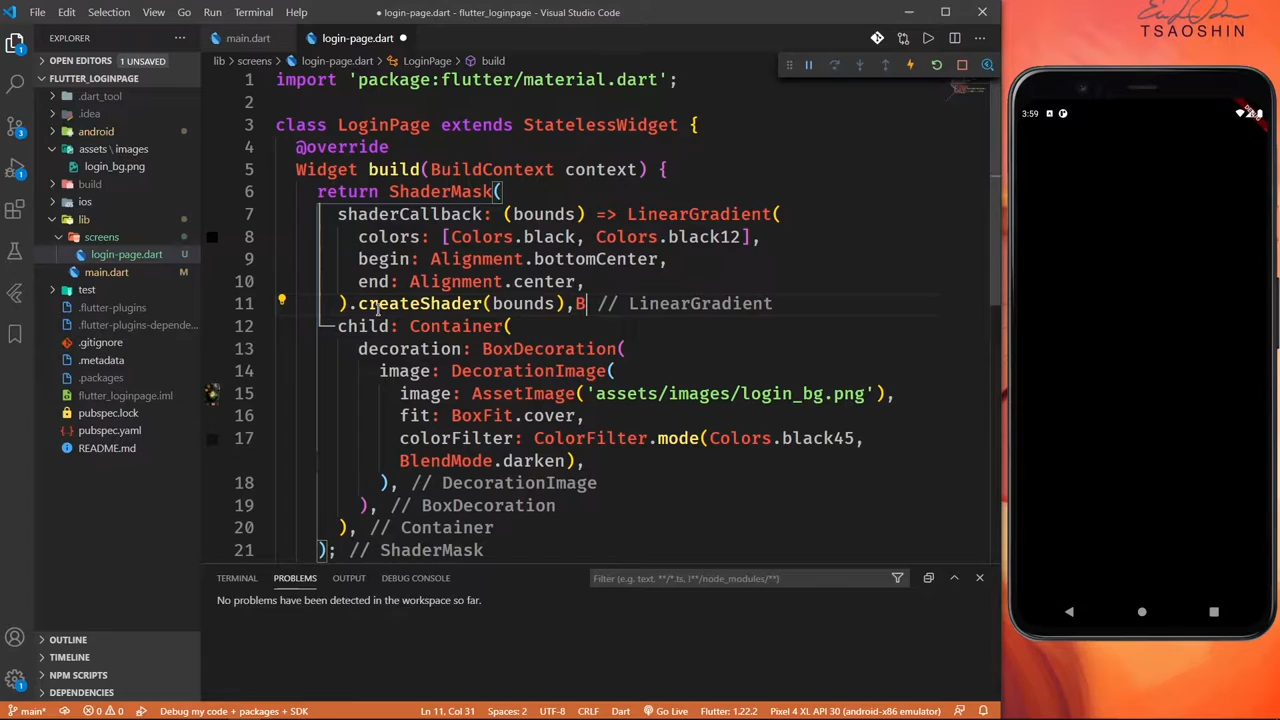 File Edit Selection View Go Run Terminal Help
● login-page.dart - flutter_loginpage - Visual Studio Code
TSAOSHIN
EXPLORER
main.dart
login-page.dart ●
OPEN EDITORS 1 UNSAVED
lib > screens > login-page.dart > LoginPage > build
FLUTTER_LOGINPAGE
.dart_tool
.idea
android
assets \ images
login_bg.png
build
ios
lib
screens
login-page.dart U
main.dart M
test
.flutter-plugins
.flutter-plugins-depende...
.gitignore
.metadata
.packages
flutter_loginpage.iml
pubspec.lock
pubspec.yaml
README.md
OUTLINE
TIMELINE
NPM SCRIPTS
DEPENDENCIES
1 import 'package:flutter/material.dart';
2
3 class LoginPage extends StatelessWidget {
4 @override
5 Widget build(BuildContext context) {
6 return ShaderMask(
7 shaderCallback: (bounds) => LinearGradient(
8 colors: [Colors.black, Colors.black12],
9 begin: Alignment.bottomCenter,
10 end: Alignment.center,
11 ).createShader(bounds),B // LinearGradient
12 child: Container(
13 decoration: BoxDecoration(
14 image: DecorationImage(
15 image: AssetImage('assets/images/login_bg.png'),
16 fit: BoxFit.cover,
17 colorFilter: ColorFilter.mode(Colors.black45,
BlendMode.darken),
18 ), // DecorationImage
19 ), // BoxDecoration
20 ), // Container
21 ); // ShaderMask
TERMINAL PROBLEMS OUTPUT DEBUG CONSOLE
Filter (e.g. text, **/*.ts, !**/node_modules/**)
No problems have been detected in the workspace so far.
3:59
main* 0 0 Debug my code + packages + SDK
Ln 11, Col 31 Spaces: 2 UTF-8 CRLF Dart Go Live Flutter: 1.22.2 Pixel 4 XL API 30 (android-x86 emulator)